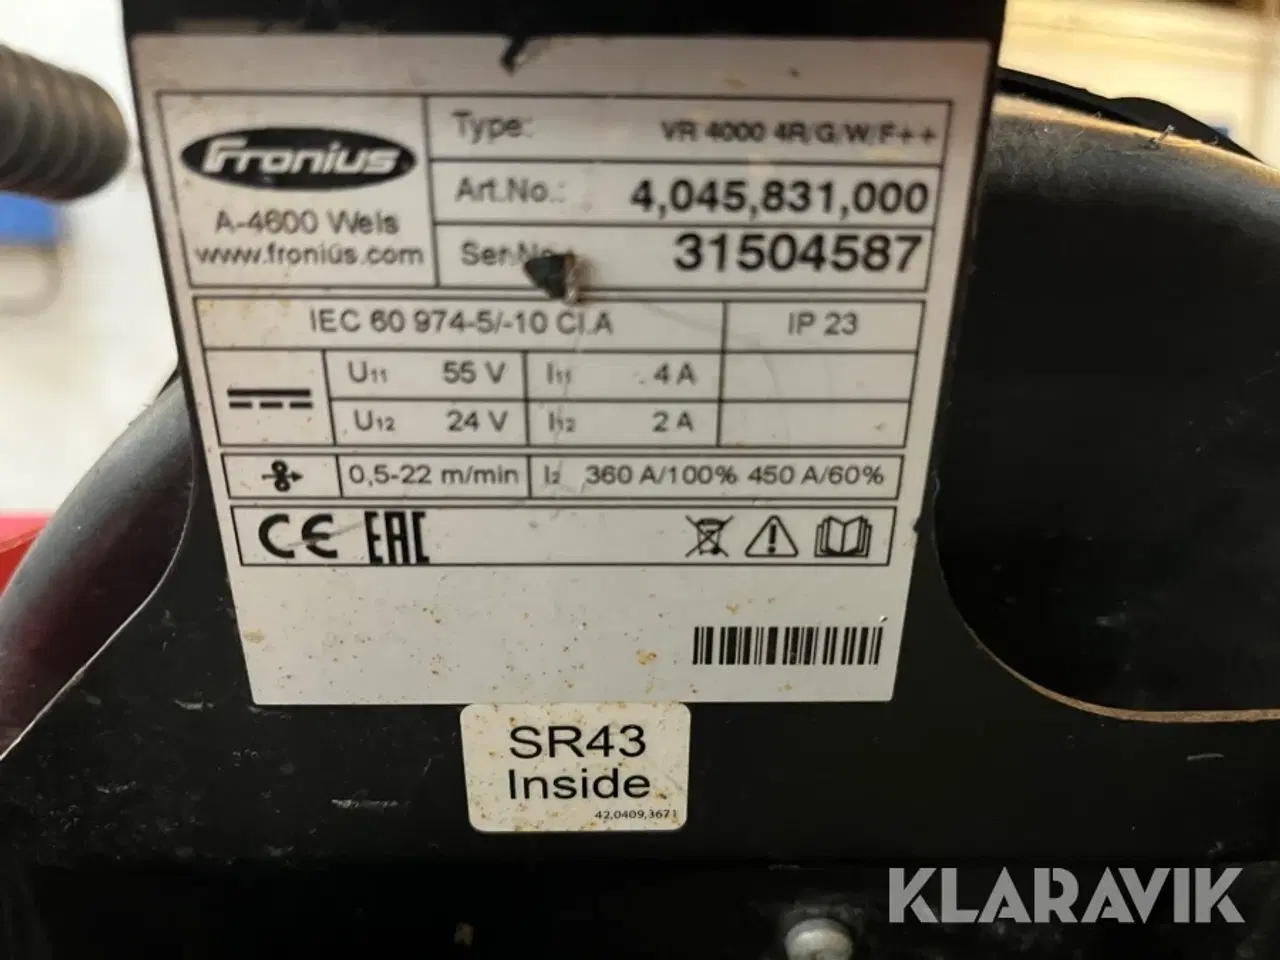 Fronius
A-4600 Wels
www.fronius.com
Type: VR 4000 4R/G/W/F++
Art.No.: 4,045,831,000
Ser.No.: 31504587
IEC 60 974-5/-10 Cl.A IP 23
U11 55 V I11 4 A
U12 24 V I12 2 A
0,5-22 m/min I2 360 A/100% 450 A/60%
CE EAC
SR43
Inside
42,0409,3671
KLARAVIK